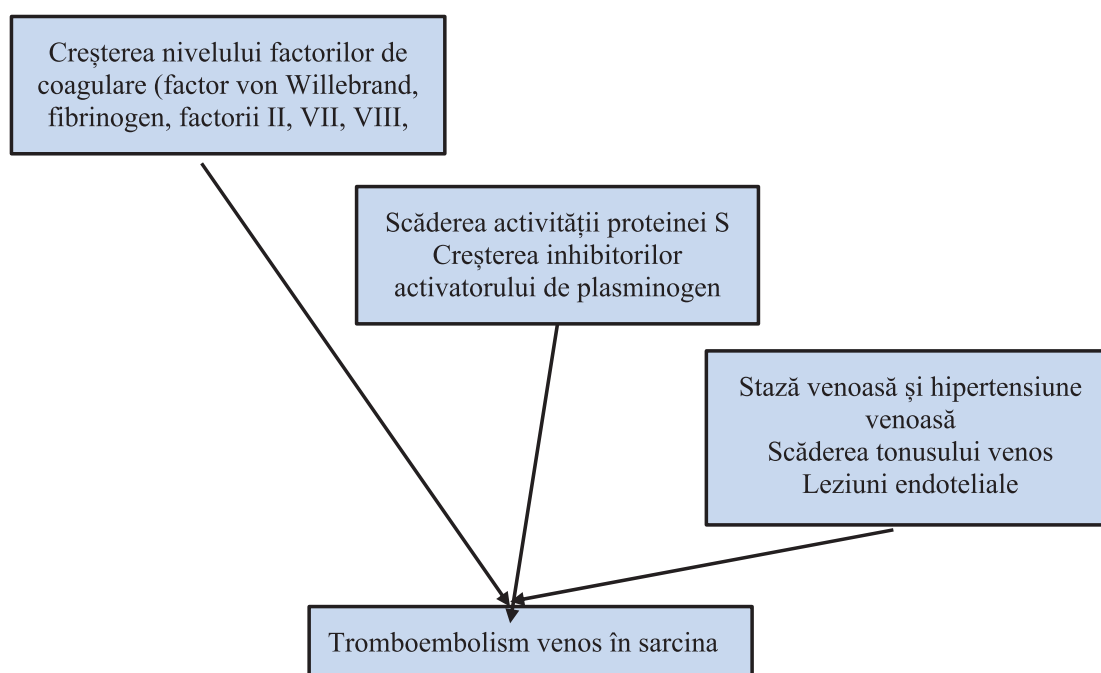 Creșterea nivelului factorilor de
coagulare (factor von Willebrand,
fibrinogen, factorii II, VII, VIII,
Scăderea activității proteinei S
Creșterea inhibitorilor
activatorului de plasminogen
Stază venoasă și hipertensiune
venoasă
Scăderea tonusului venos
Leziuni endoteliale
Tromboembolism venos în sarcina